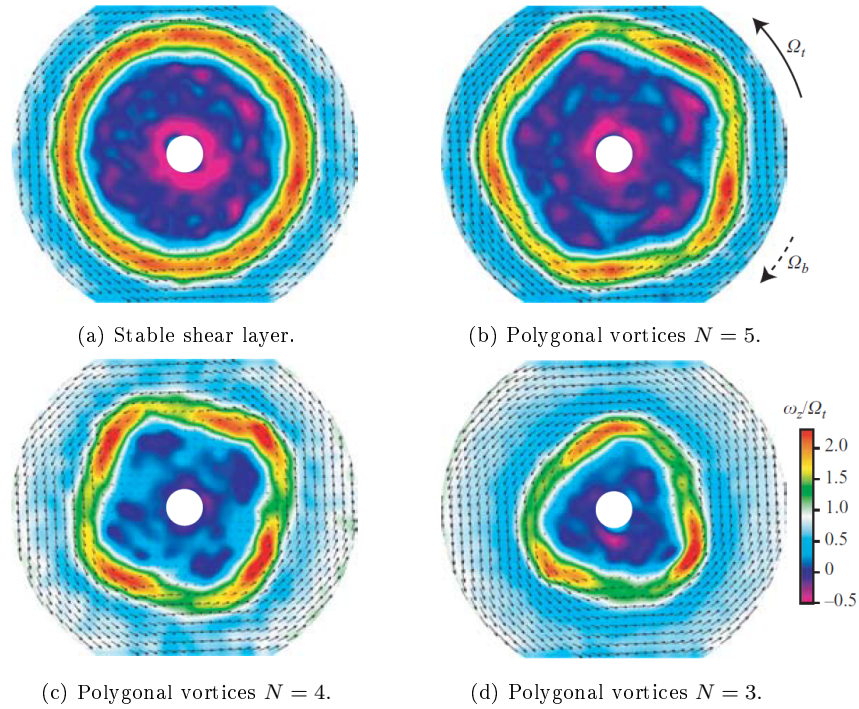 Ωt
Ωb
(a) Stable shear layer.
(b) Polygonal vortices N = 5.
ωz/Ωt
2.0
1.5
1.0
0.5
0
−0.5
(c) Polygonal vortices N = 4.
(d) Polygonal vortices N = 3.